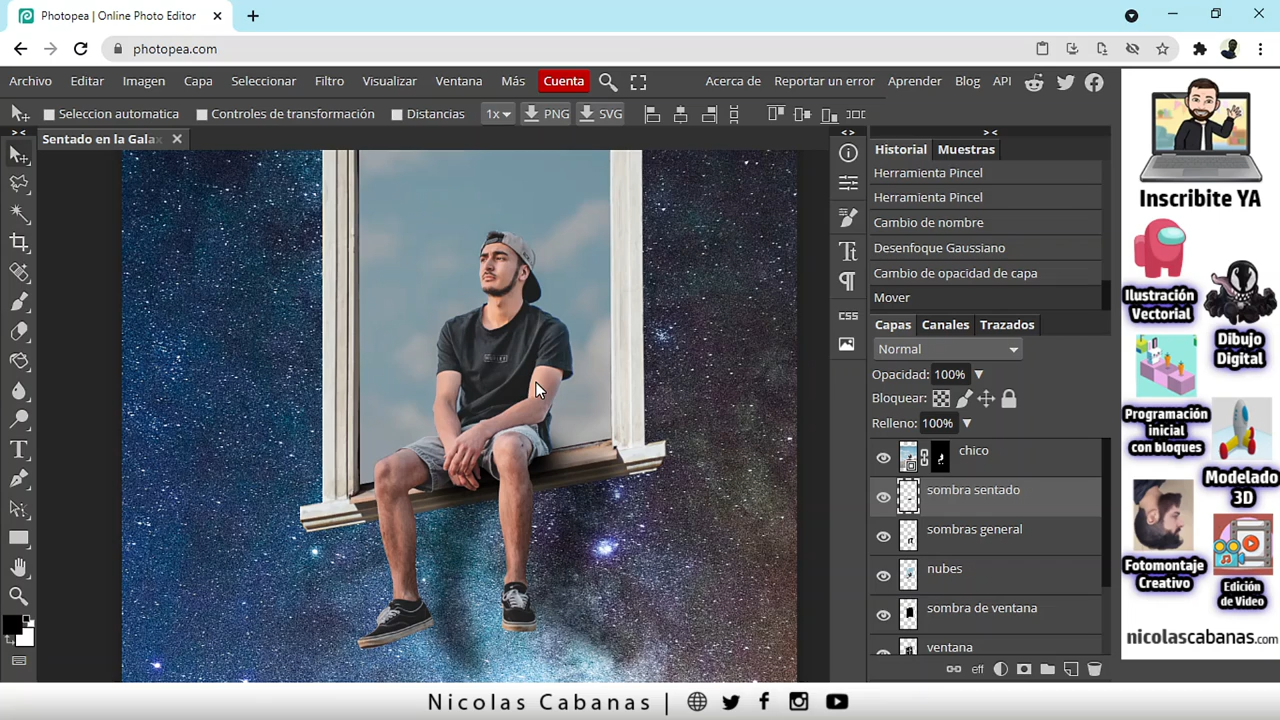 Photopea | Online Photo Editor
photopea.com
Archivo Editar Imagen Capa Seleccionar Filtro Visualizar Ventana Más Cuenta Acerca de Reportar un error Aprender Blog API
Seleccion automatica Controles de transformación Distancias 1x PNG SVG
Sentado en la Gala
Historial Muestras
Herramienta Pincel
Herramienta Pincel
Cambio de nombre
Desenfoque Gaussiano
Cambio de opacidad de capa
Mover
CSS
Capas Canales Trazados
Normal
Opacidad: 100%
Bloquear:
Relleno: 100%
chico
sombra sentado
sombras general
nubes
sombra de ventana
ventana
eff
Inscribite YA
Ilustración
Vectorial
Dibujo
Digital
Programación
inicial
con bloques
Modelado
3D
Fotomontaje
Creativo
Edición
de Video
nicolascabanas.com
Nicolas Cabanas |